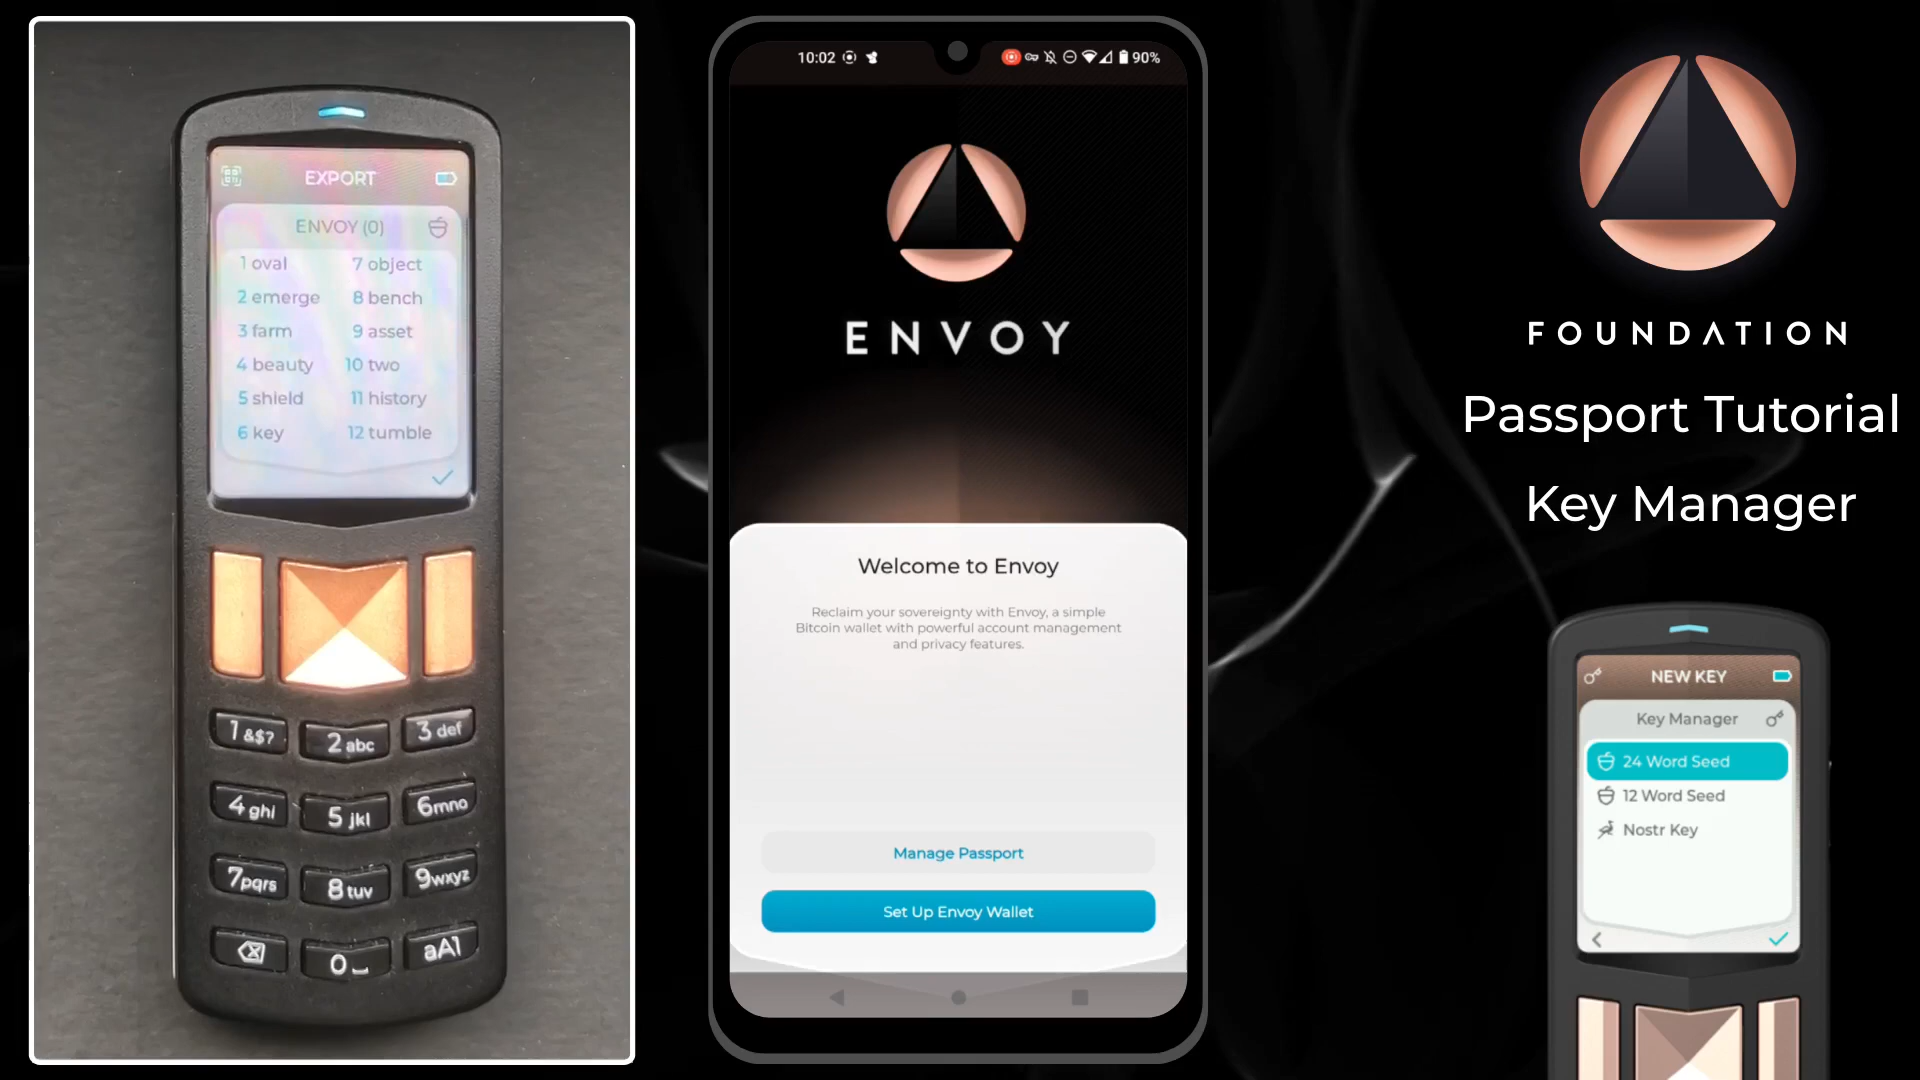 EXPORT
ENVOY (0)
1 oval
2 emerge
3 farm
4 beauty
5 shield
6 key
7 object
8 bench
9 asset
10 two
11 history
12 tumble
1 &$?
2 abc
3 def
4 ghi
5 jkl
6 mno
7 pqrs
8 tuv
9 wxyz
0
aA1
10:02
90%
ENVOY
Welcome to Envoy
Reclaim your sovereignty with Envoy, a simple
Bitcoin wallet with powerful account management
and privacy features.
Manage Passport
Set Up Envoy Wallet
FOUNDATION
Passport Tutorial
Key Manager
NEW KEY
Key Manager
24 Word Seed
12 Word Seed
Nostr Key